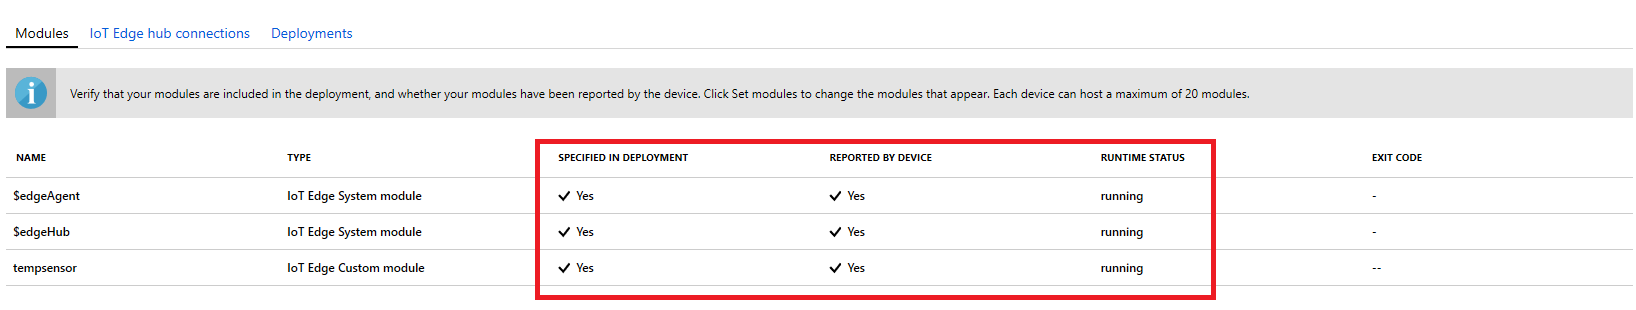 Modules IoT Edge hub connections Deployments
i Verify that your modules are included in the deployment, and whether your modules have been reported by the device. Click Set modules to change the modules that appear. Each device can host a maximum of 20 modules.
NAME TYPE SPECIFIED IN DEPLOYMENT REPORTED BY DEVICE RUNTIME STATUS EXIT CODE
$edgeAgent IoT Edge System module Yes Yes running -
$edgeHub IoT Edge System module Yes Yes running -
tempsensor IoT Edge Custom module Yes Yes running --